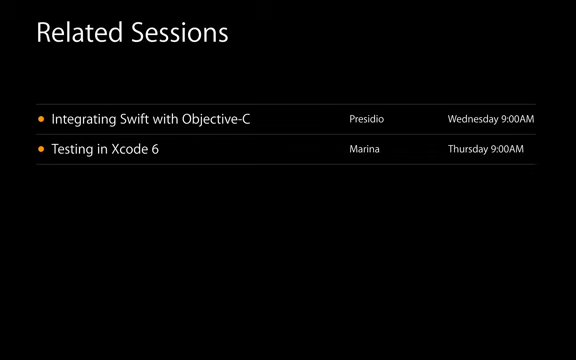 Related Sessions
Integrating Swift with Objective-C Presidio Wednesday 9:00AM
Testing in Xcode 6 Marina Thursday 9:00AM